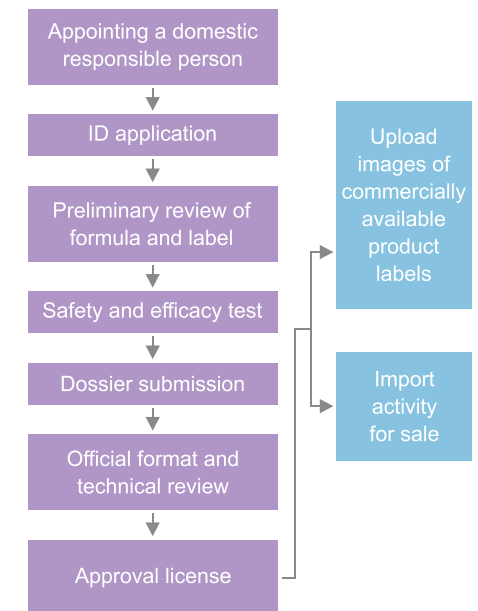 Appointing a domestic
responsible person
ID application
Preliminary review of
formula and label
Safety and efficacy test
Dossier submission
Official format and
technical review
Approval license
Upload
images of
commercially
available
product
labels
Import
activity
for sale